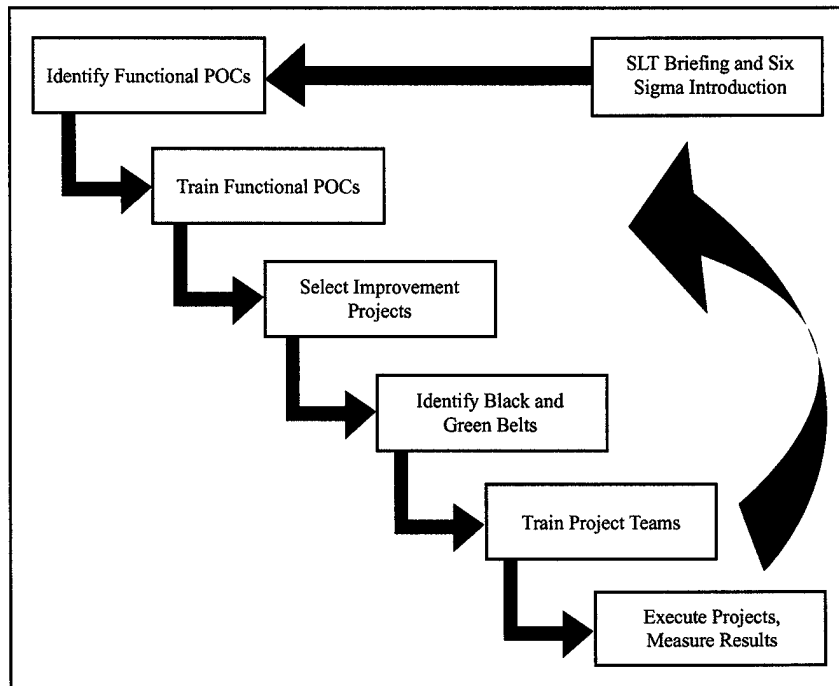 Identify Functional POCs
SLT Briefing and Six
Sigma Introduction
Train Functional POCs
Select Improvement
Projects
Identify Black and
Green Belts
Train Project Teams
Execute Projects,
Measure Results